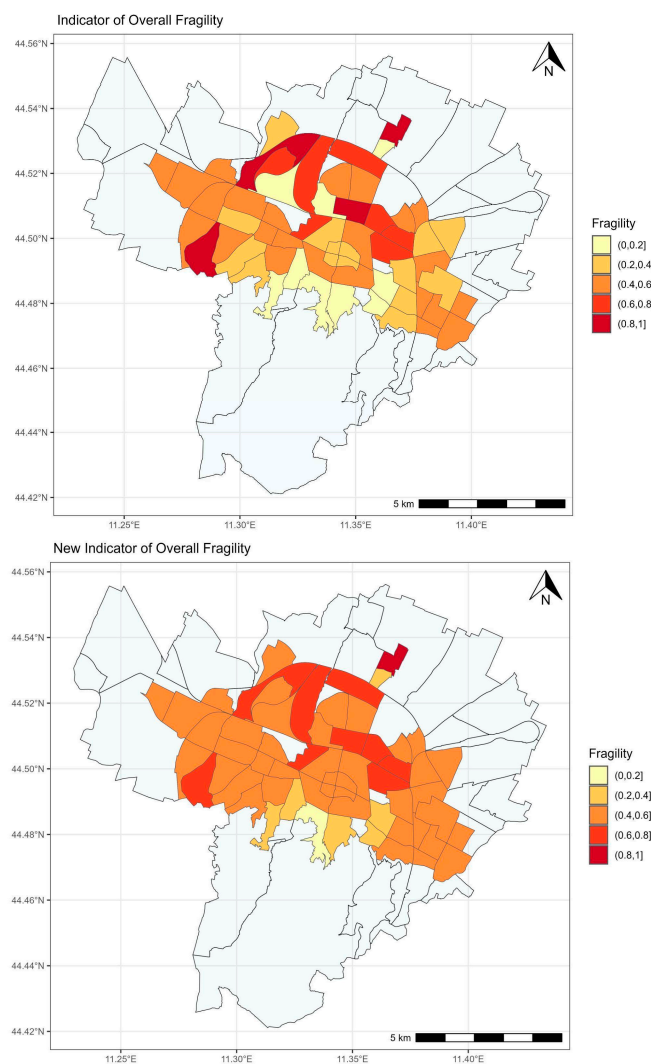 Indicator of Overall Fragility
44.56°N
44.54°N
44.52°N
44.50°N
44.48°N
44.46°N
44.44°N
44.42°N
N
Fragility
(0,0.2]
(0.2,0.4
(0.4,0.6
(0.6,0.8
(0.8,1]
5 km
11.25°E
11.30°E
11.35°E
11.40°E
New Indicator of Overall Fragility
44.56°N
44.54°N
44.52°N
44.50°N
44.48°N
44.46°N
44.44°N
44.42°N
N
Fragility
(0,0.2]
(0.2,0.4]
(0.4,0.6]
(0.6,0.8]
(0.8,1]
5 km
11.25°E
11.30°E
11.35°E
11.40°E